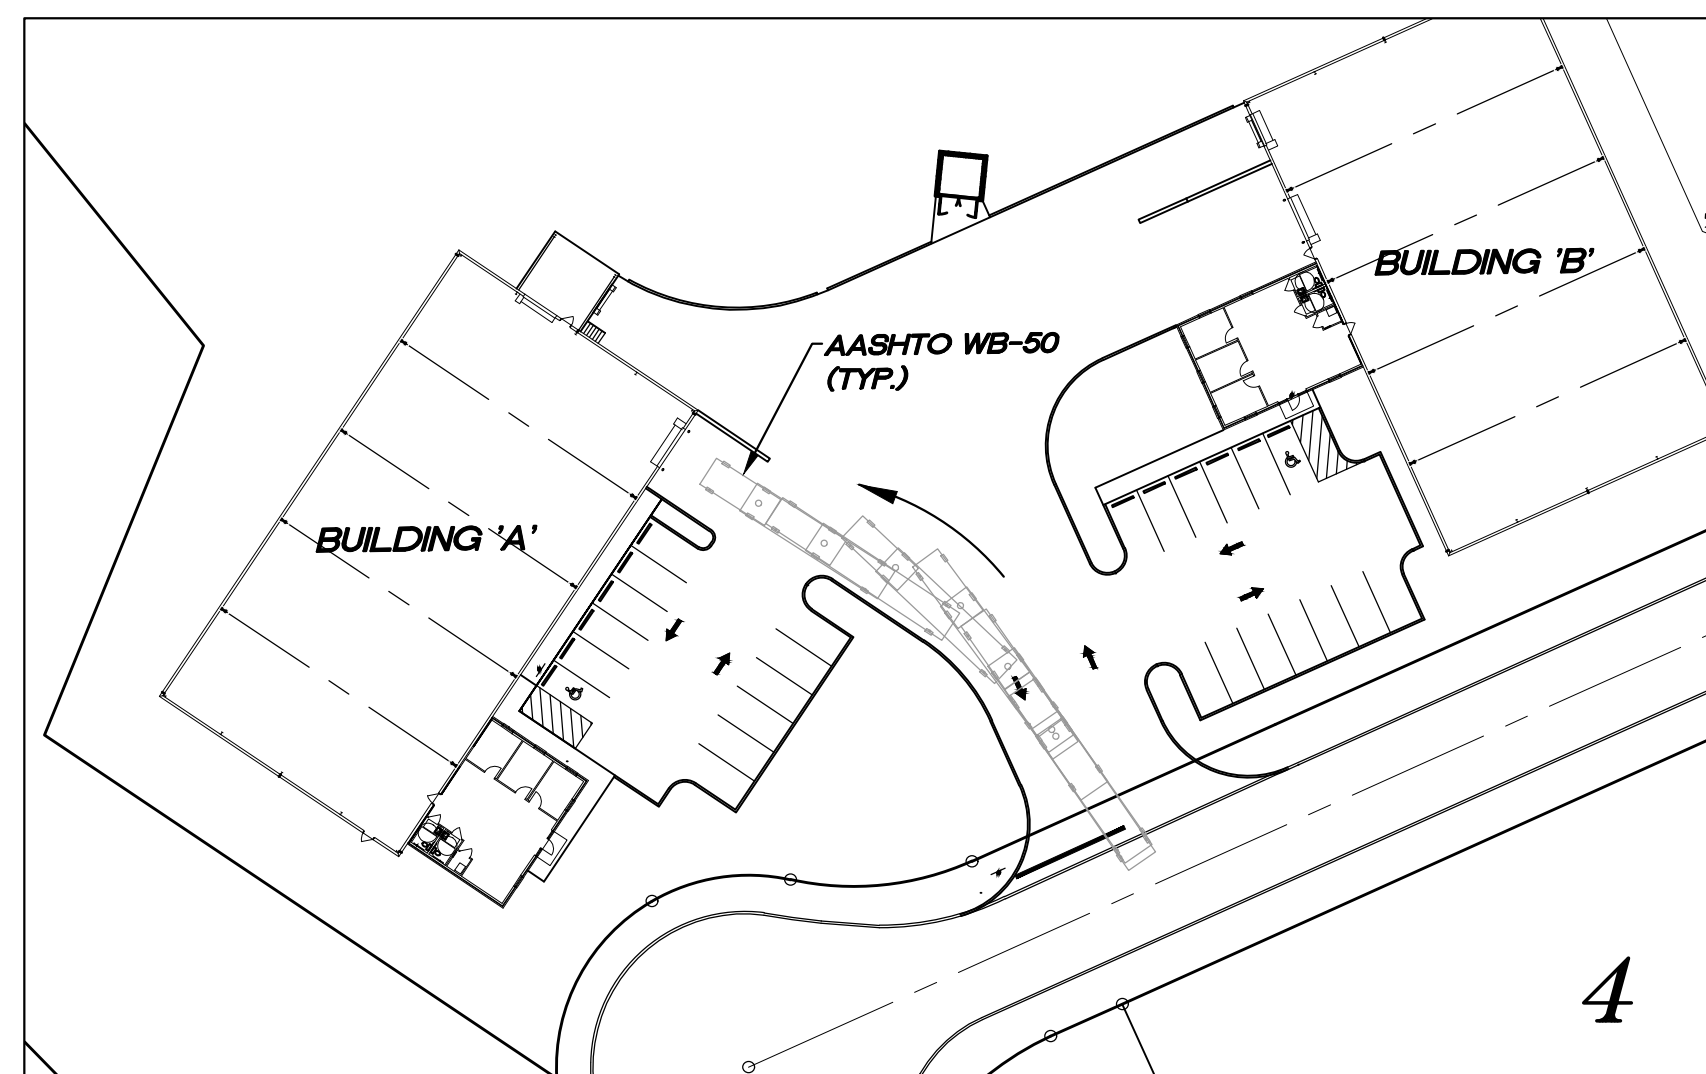 BUILDING 'B'
AASHTO WB-50
(TYP.)
BUILDING 'A'
4